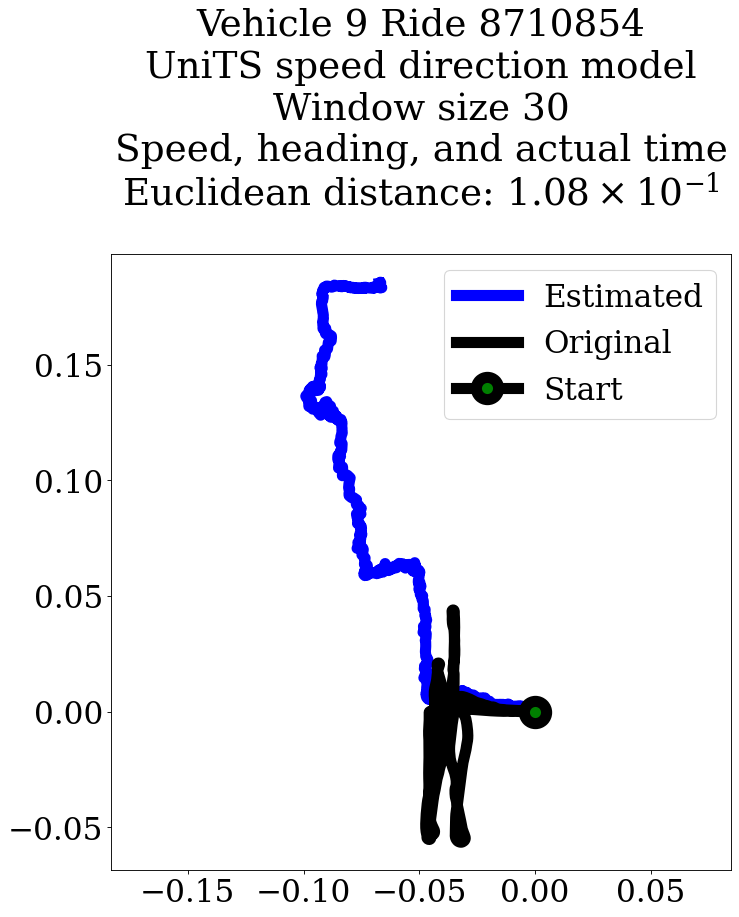 Vehicle 9 Ride 8710854
UniTS speed direction model
Window size 30
Speed, heading, and actual time
Euclidean distance: 1.08 × 10⁻¹
Estimated
Original
Start
0.15
0.10
0.05
0.00
−0.05
−0.15 −0.10 −0.05 0.00 0.05